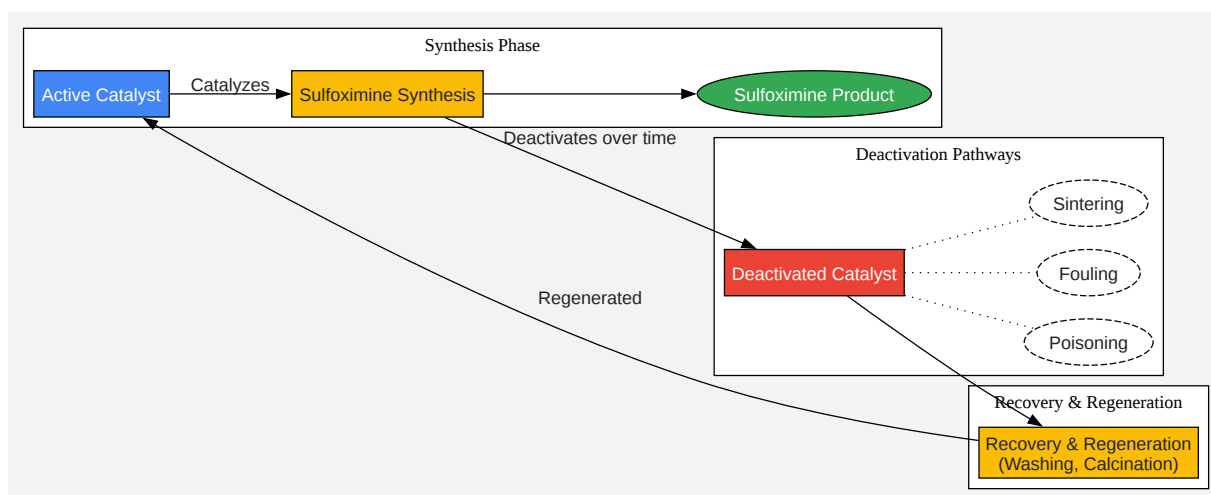 Synthesis Phase
Active Catalyst
Catalyzes
Sulfoximine Synthesis
Sulfoximine Product
Deactivates over time
Deactivation Pathways
Sintering
Deactivated Catalyst
Fouling
Regenerated
Poisoning
Recovery & Regeneration
Recovery & Regeneration
(Washing, Calcination)